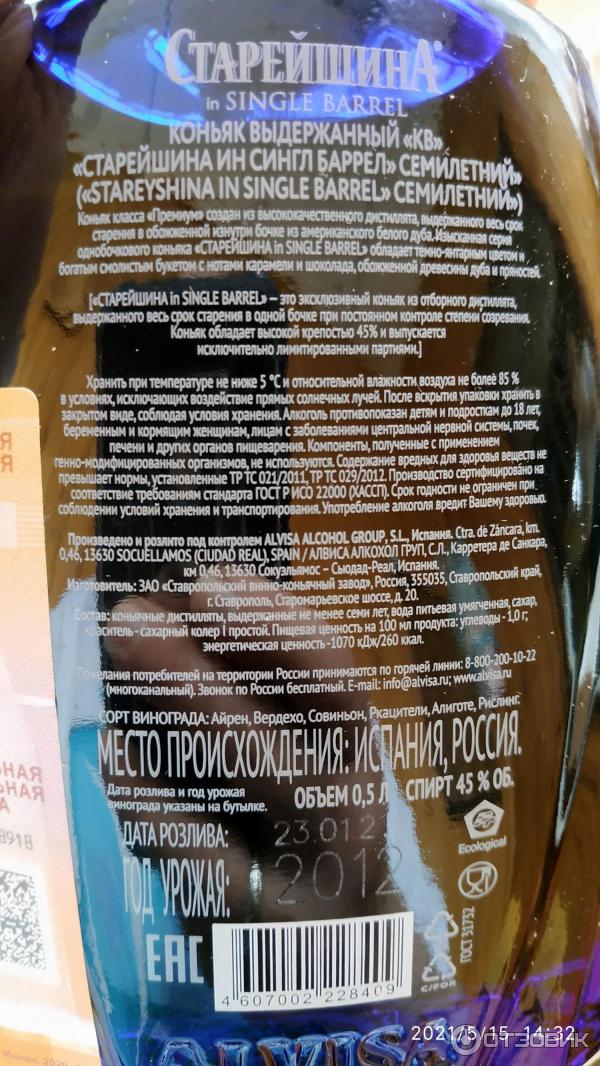 СТАРЕЙШИНА®
in SINGLE BARREL
КОНЬЯК ВЫДЕРЖАННЫЙ «КВ»
«СТАРЕЙШИНА ИН СИНГЛ БАРРЕЛ» СЕМИЛЕТНИЙ»
(«STAREYSHINA IN SINGLE BARREL» СЕМИЛЕТНИЙ»)
Коньяк класса «Премиум» создан из высококачественного дистиллята, выдержанного весь срок
старения в обожженной изнутри бочке из американского белого дуба. Изысканная серия
однобочкового коньяка «СТАРЕЙШИНА in SINGLE BARREL» обладает темно-янтарным цветом и
богатым смолистым букетом с нотами карамели и шоколада, обожженной древесины дуба и пряностей.
[«СТАРЕЙШИНА in SINGLE BARREL» – это эксклюзивный коньяк из отборного дистиллята,
выдержанного весь срок старения в одной бочке при постоянном контроле степени созревания.
Коньяк обладает высокой крепостью 45% и выпускается
исключительно лимитированными партиями.]
Хранить при температуре не ниже 5 °С и относительной влажности воздуха не более 85 %
в условиях, исключающих воздействие прямых солнечных лучей. После вскрытия упаковки хранить в
закрытом виде, соблюдая условия хранения. Алкоголь противопоказан детям и подросткам до 18 лет,
беременным и кормящим женщинам, лицам с заболеваниями центральной нервной системы, почек,
печени и других органов пищеварения. Компоненты, полученные с применением
генно-модифицированных организмов, не используются. Содержание вредных для здоровья веществ не
превышает нормы, установленные ТР ТС 021/2011, ТР ТС 029/2012. Производство сертифицировано на
соответствие требованиям стандарта ГОСТ Р ИСО 22000 (ХАССП). Срок годности не ограничен при
соблюдении условий хранения и транспортирования. Употребление алкоголя вредит Вашему здоровью.
Произведено и розлито под контролем ALVISA ALCOHOL GROUP, S.L., Испания. Ctra. de Záncara, km.
0,46, 13630 SOCUÉLLAMOS (CIUDAD REAL), SPAIN / АЛВИСА АЛКОХОЛ ГРУП, С.Л., Карретера де Санкара,
км 0,46, 13630 Сокуэльямос – Сьюдад-Реал, Испания.
Изготовитель: ЗАО «Ставропольский винно-коньячный завод», Россия, 355035, Ставропольский край,
г. Ставрополь, Старомарьевское шоссе, д. 20.
Состав: коньячные дистилляты, выдержанные не менее семи лет, вода питьевая умягченная, сахар,
краситель - сахарный колер I простой. Пищевая ценность на 100 мл продукта: углеводы - 1,0 г;
энергетическая ценность -1070 кДж/260 ккал.
Пожелания потребителей на территории России принимаются по горячей линии: 8-800-200-10-22
(многоканальный). Звонок по России бесплатный. E-mail: info@alvisa.ru; www.alvisa.ru
СОРТ ВИНОГРАДА: Айрен, Вердехо, Совиньон, Ркацители, Алиготе, Рислинг.
МЕСТО ПРОИСХОЖДЕНИЯ: ИСПАНИЯ, РОССИЯ.
Дата розлива и год урожая
винограда указаны на бутылке.
ОБЪЕМ 0,5 Л СПИРТ 45 % ОБ.
ДАТА РОЗЛИВА: 23.01.2
ГОД УРОЖАЯ: 2012
Ecological
ЕАС
ГОСТ 31732
C/FOR
4 607002 228409
ALVISA
8918
2021/5/15 14:32
ОТЗОВИК